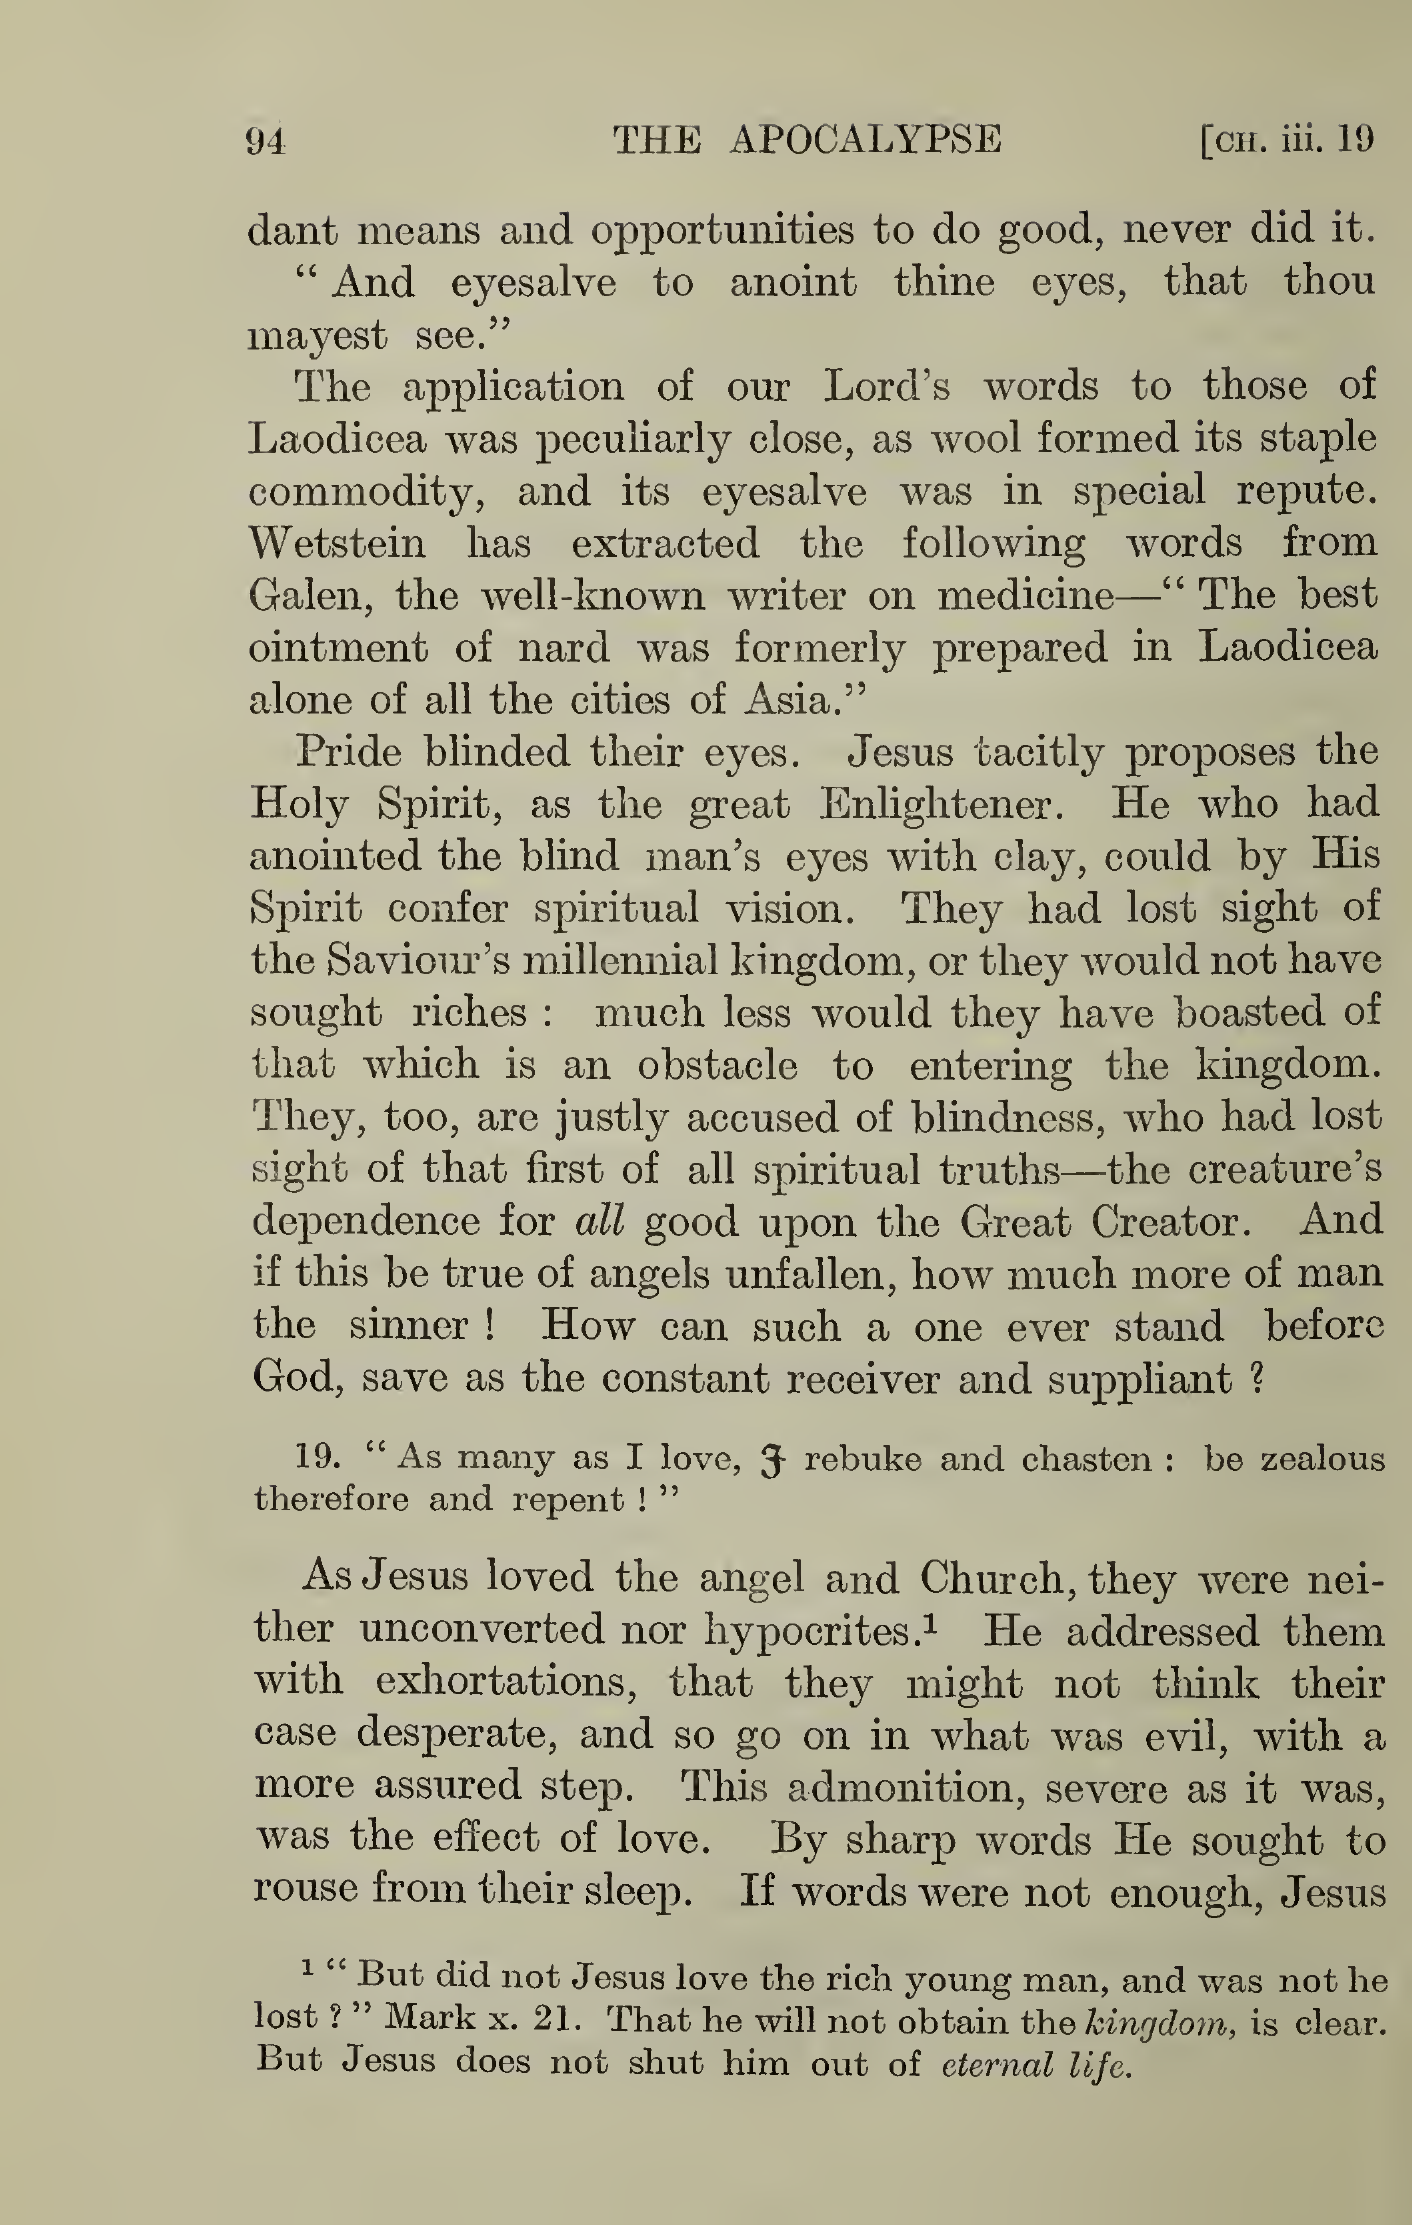 94 THE APOCALYPSE [CH. iii. 19
dant means and opportunities to do good, never did it.
“ And eyesalve to anoint thine eyes, that thou
mayest see.”
The application of our Lord’s words to those of
Laodicea was peculiarly close, as wool formed its staple
commodity, and its eyesalve was in special repute.
Wetstein has extracted the following words from
Galen, the well-known writer on medicine—“ The best
ointment of nard was formerly prepared in Laodicea
alone of all the cities of Asia.”
Pride blinded their eyes. Jesus tacitly proposes the
Holy Spirit, as the great Enlightener. He who had
anointed the blind man’s eyes with clay, could by His
Spirit confer spiritual vision. They had lost sight of
the Saviour’s millennial kingdom, or they would not have
sought riches : much less would they have boasted of
that which is an obstacle to entering the kingdom.
They, too, are justly accused of blindness, who had lost
sight of that first of all spiritual truths—the creature’s
dependence for all good upon the Great Creator. And
if this be true of angels unfallen, how much more of man
the sinner ! How can such a one ever stand before
God, save as the constant receiver and suppliant ?
19. “ As many as I love, I rebuke and chasten : be zealous
therefore and repent ! ”
As Jesus loved the angel and Church, they were nei-
ther unconverted nor hypocrites.¹ He addressed them
with exhortations, that they might not think their
case desperate, and so go on in what was evil, with a
more assured step. This admonition, severe as it was,
was the effect of love. By sharp words He sought to
rouse from their sleep. If words were not enough, Jesus
¹ “ But did not Jesus love the rich young man, and was not he
lost ? ” Mark x. 21. That he will not obtain the kingdom, is clear.
But Jesus does not shut him out of eternal life.